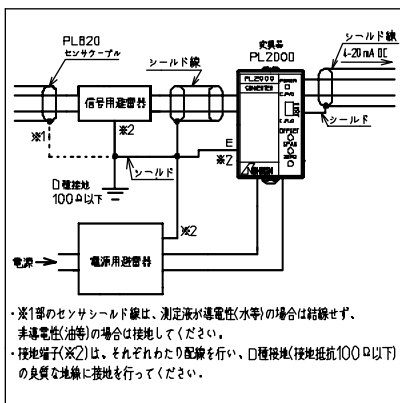 PL820
センサケーブル
シールド線
変換器
PL2000
シールド線
4-20mA DC
PL2000
CONVERTER
POWER
信号用避雷器
※1
※2
E
※2
シールド
OFFSET
SPAN
ZERO
D種接地
100Ω以下
シールド
※2
電源
電源用避雷器
・※1部のセンサシールド線は、測定液が導電性(水等)の場合は結線せず、
非導電性(油等)の場合は接地してください。
・接地端子(※2)は、それぞれわたり配線を行い、D種接地(接地抵抗100Ω以下)
の良質な地線に接地を行ってください。